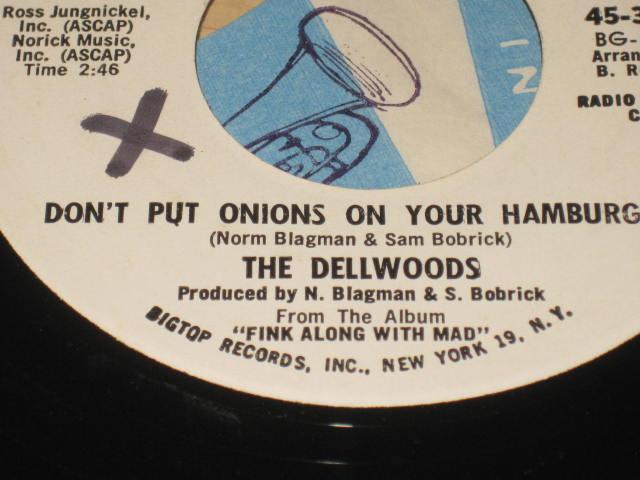 Ross Jungnickel,
Inc. (ASCAP)
Norick Music,
Inc. (ASCAP)
Time 2:46
45-3
BG-
Arran
B. R
RADIO
C
IN
DON'T PUT ONIONS ON YOUR HAMBURG
(Norm Blagman & Sam Bobrick)
THE DELLWOODS
Produced by N. Blagman & S. Bobrick
From The Album
"FINK ALONG WITH MAD"
BIGTOP RECORDS, INC., NEW YORK 19, N.Y.